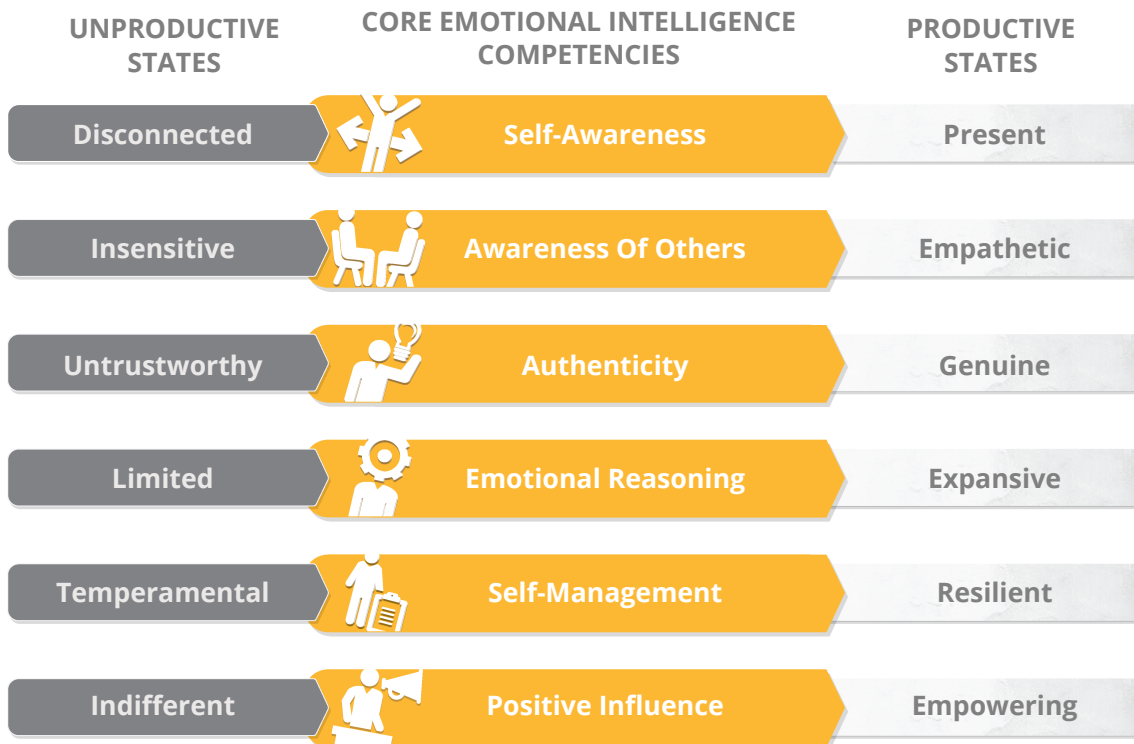 UNPRODUCTIVE
STATES
CORE EMOTIONAL INTELLIGENCE
COMPETENCIES
PRODUCTIVE
STATES
Disconnected
Self-Awareness
Present
Insensitive
Awareness Of Others
Empathetic
Untrustworthy
Authenticity
Genuine
Limited
Emotional Reasoning
Expansive
Temperamental
Self-Management
Resilient
Indifferent
Positive Influence
Empowering